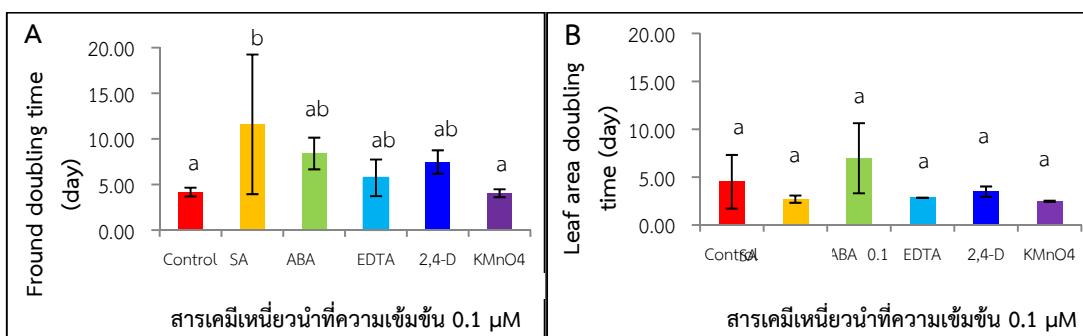 A
Fround doubling time
(day)
20.00
15.00
10.00
5.00
0.00
a
b
ab
ab
ab
a
Control SA ABA EDTA 2,4-D KMnO4
สารเคมีเหนี่ยวนำที่ความเข้มข้น 0.1 µM
B
Leaf area doubling
time (day)
20.00
15.00
10.00
5.00
0.00
a
a
a
a
a
a
Control SA ABA 0.1 EDTA 2,4-D KMnO4
สารเคมีเหนี่ยวนำที่ความเข้มข้น 0.1 µM